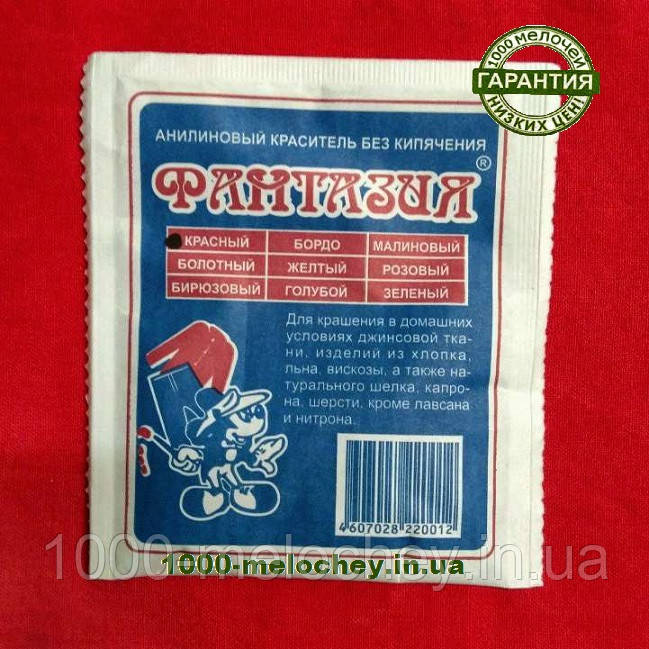 1000 мелочей
ГАРАНТИЯ
НИЗКИХ ЦЕН!
АНИЛИНОВЫЙ КРАСИТЕЛЬ БЕЗ КИПЯЧЕНИЯ
ФАНТАЗИЯ®
КРАСНЫЙ БОРДО МАЛИНОВЫЙ
БОЛОТНЫЙ ЖЕЛТЫЙ РОЗОВЫЙ
БИРЮЗОВЫЙ ГОЛУБОЙ ЗЕЛЕНЫЙ
Для крашения в домашних
условиях джинсовой тка-
ни, изделий из хлопка,
льна, вискозы, а также на-
турального шелка, капро-
на, шерсти, кроме лавсана
и нитрона.
4607028 220012
1000-melochey.in.ua
1000-melochey.in.ua